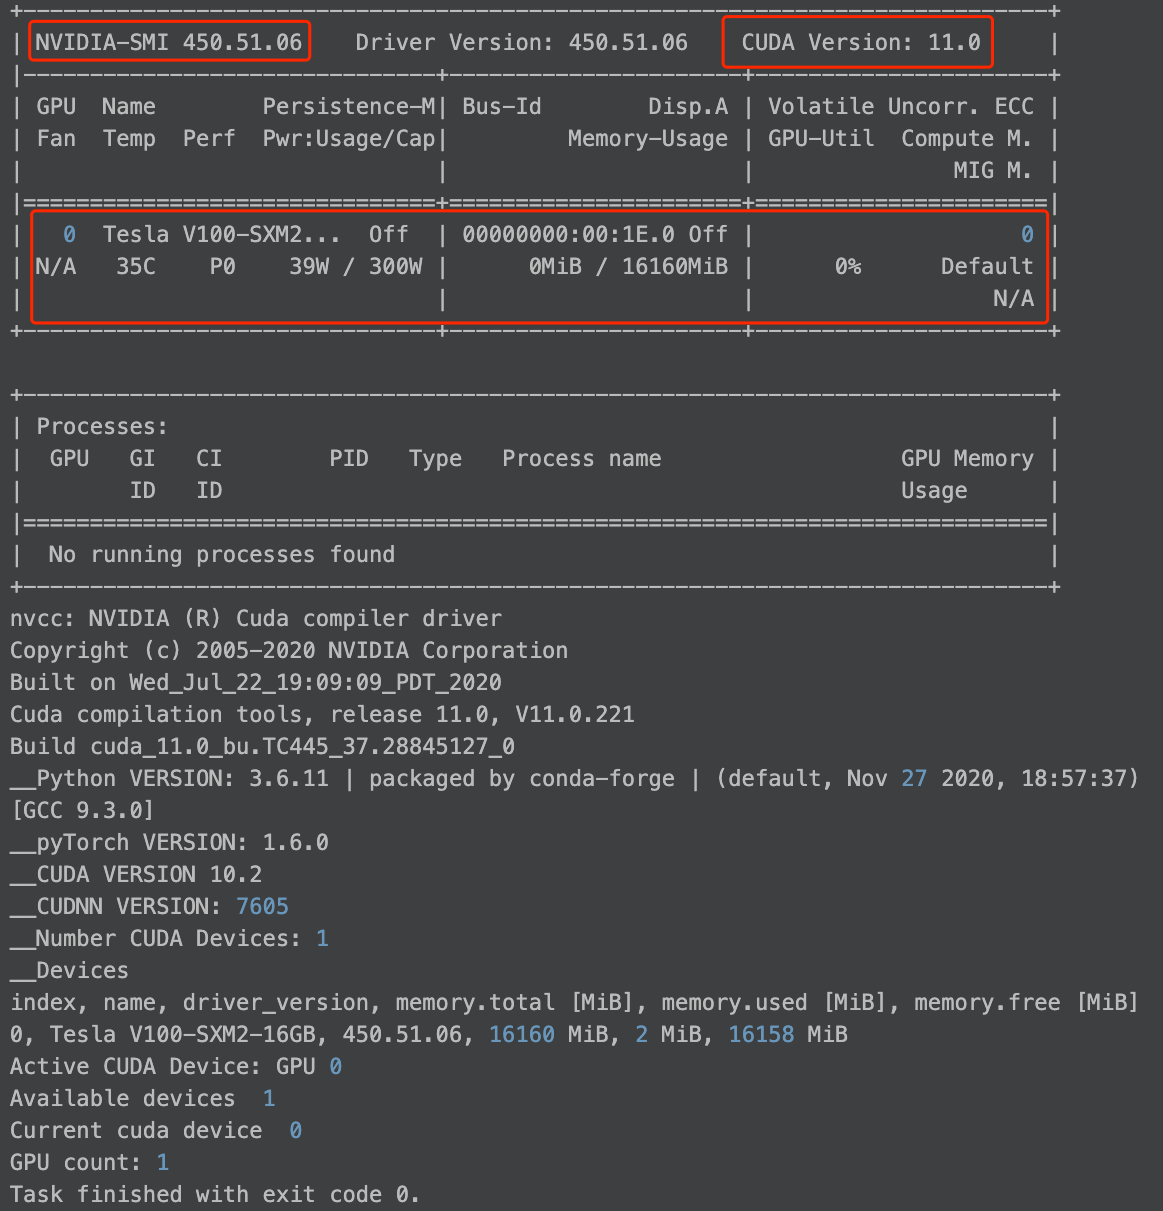 +-----------------------------------------------------------------------------+
| NVIDIA-SMI 450.51.06    Driver Version: 450.51.06    CUDA Version: 11.0     |
|-------------------------------+----------------------+----------------------+
| GPU  Name        Persistence-M| Bus-Id        Disp.A | Volatile Uncorr. ECC |
| Fan  Temp  Perf  Pwr:Usage/Cap|         Memory-Usage | GPU-Util  Compute M. |
|                               |                      |               MIG M. |
|===============================+======================+======================|
|   0  Tesla V100-SXM2...  Off  | 00000000:00:1E.0 Off |                    0 |
| N/A   35C    P0    39W / 300W |      0MiB / 16160MiB |      0%      Default |
|                               |                      |                  N/A |
+-------------------------------+----------------------+----------------------+

+-----------------------------------------------------------------------------+
| Processes:                                                                  |
|  GPU   GI   CI        PID   Type   Process name                  GPU Memory |
|        ID   ID                                                   Usage      |
|=============================================================================|
|  No running processes found                                                 |
+-----------------------------------------------------------------------------+
nvcc: NVIDIA (R) Cuda compiler driver
Copyright (c) 2005-2020 NVIDIA Corporation
Built on Wed_Jul_22_19:09:09_PDT_2020
Cuda compilation tools, release 11.0, V11.0.221
Build cuda_11.0_bu.TC445_37.28845127_0
__Python VERSION: 3.6.11 | packaged by conda-forge | (default, Nov 27 2020, 18:57:37)
[GCC 9.3.0]
__pyTorch VERSION: 1.6.0
__CUDA VERSION 10.2
__CUDNN VERSION: 7605
__Number CUDA Devices: 1
__Devices
index, name, driver_version, memory.total [MiB], memory.used [MiB], memory.free [MiB]
0, Tesla V100-SXM2-16GB, 450.51.06, 16160 MiB, 2 MiB, 16158 MiB
Active CUDA Device: GPU 0
Available devices  1
Current cuda device  0
GPU count: 1
Task finished with exit code 0.